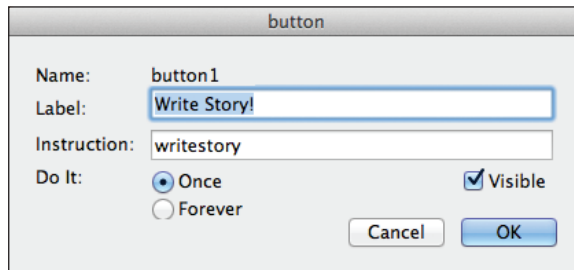 button
Name: button1
Label: Write Story!
Instruction: writestory
Do It: Once Visible
Forever
Cancel OK